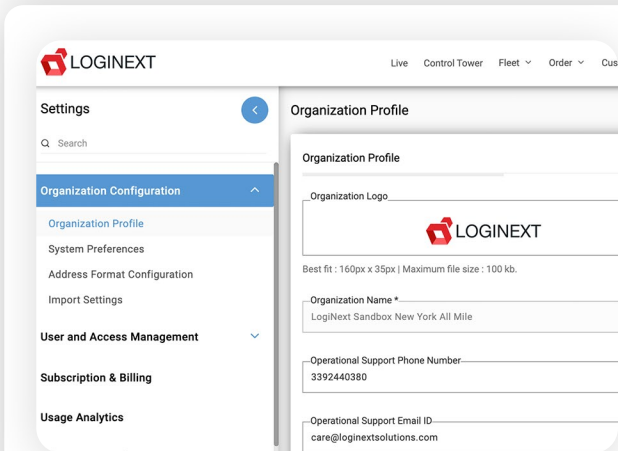 LOGINEXT
Live Control Tower Fleet Order Cus
Settings
Search
Organization Configuration
Organization Profile
System Preferences
Address Format Configuration
Import Settings
User and Access Management
Subscription & Billing
Usage Analytics
Organization Profile
Organization Profile
Organization Logo
LOGINEXT
Best fit : 160px x 35px | Maximum file size : 100 kb.
Organization Name *
LogiNext Sandbox New York All Mile
Operational Support Phone Number
3392440380
Operational Support Email ID
care@loginextsolutions.com